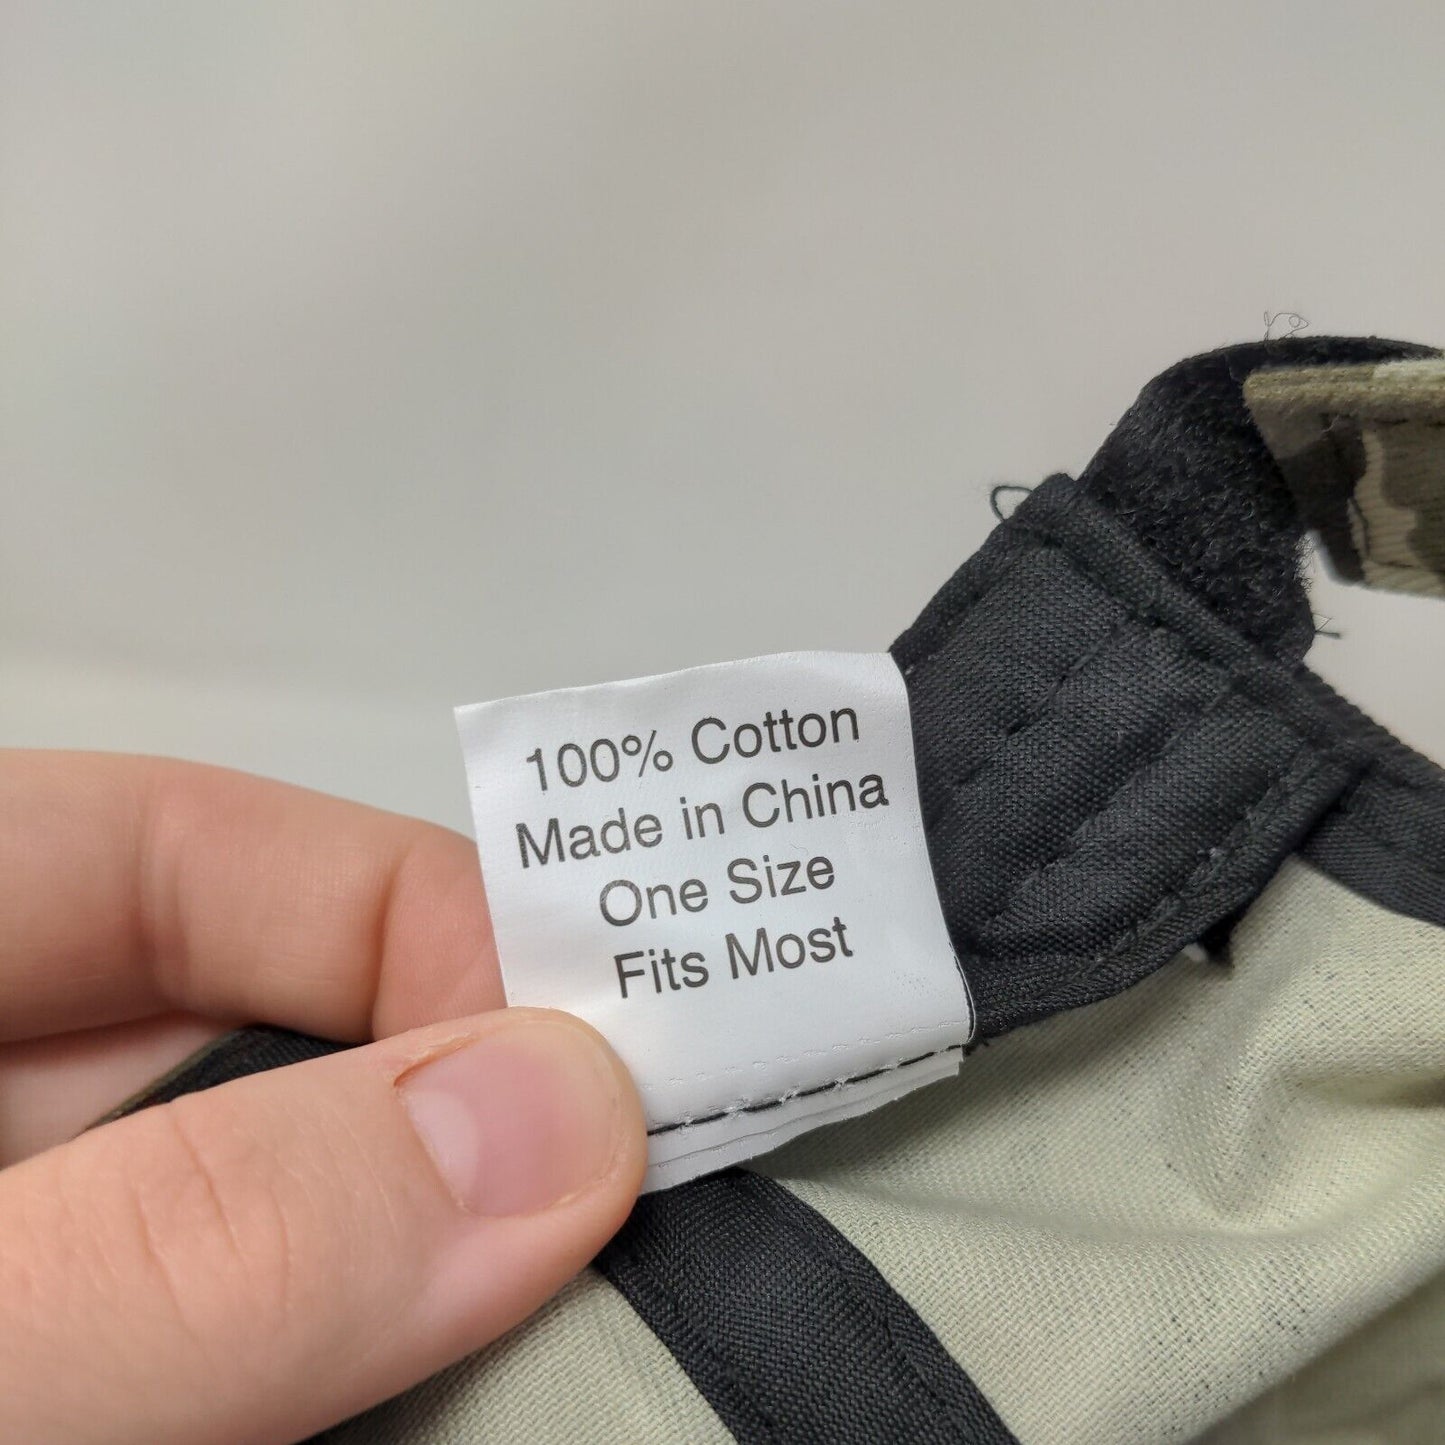 100% Cotton
Made in China
One Size
Fits Most